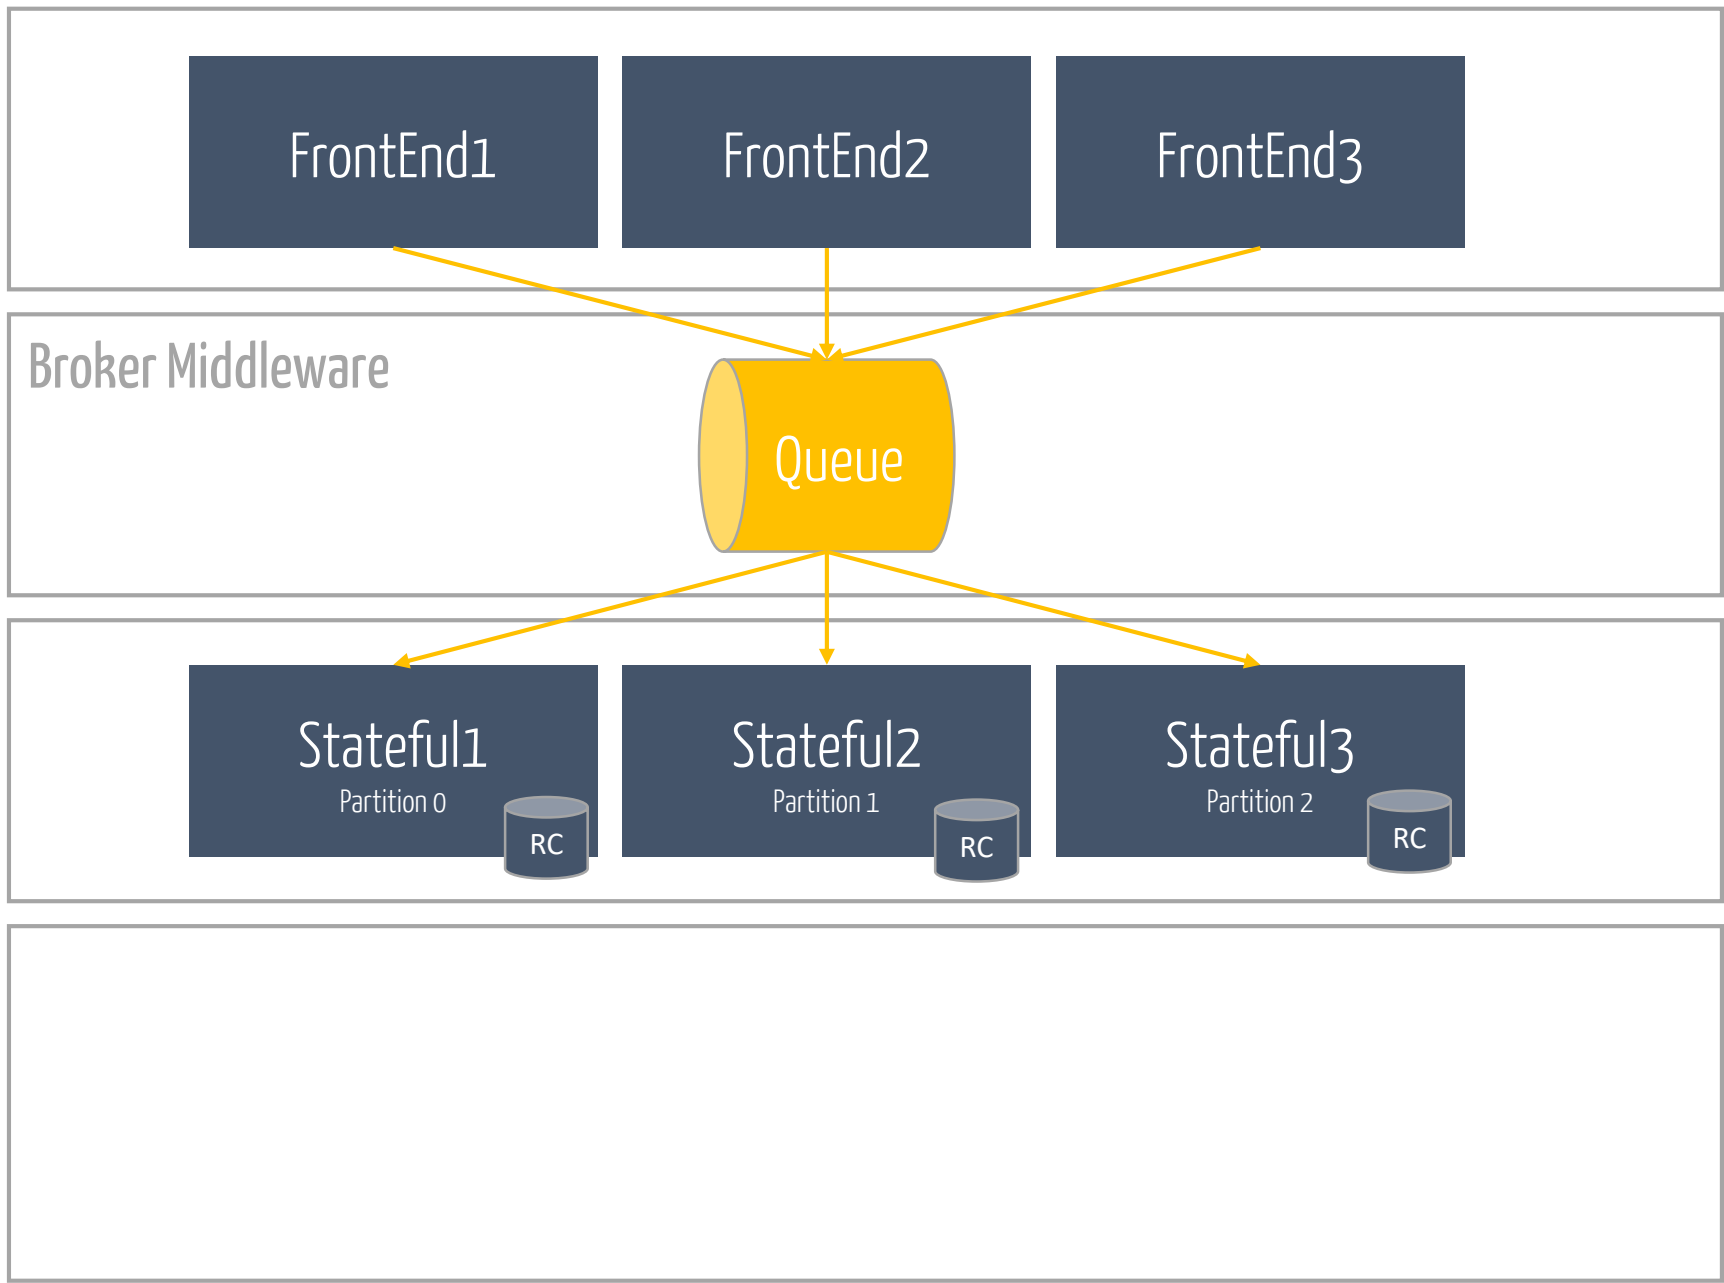 FrontEnd1
FrontEnd2
FrontEnd3
Broker Middleware
Queue
Stateful1
Partition 0
RC
Stateful2
Partition 1
RC
Stateful3
Partition 2
RC